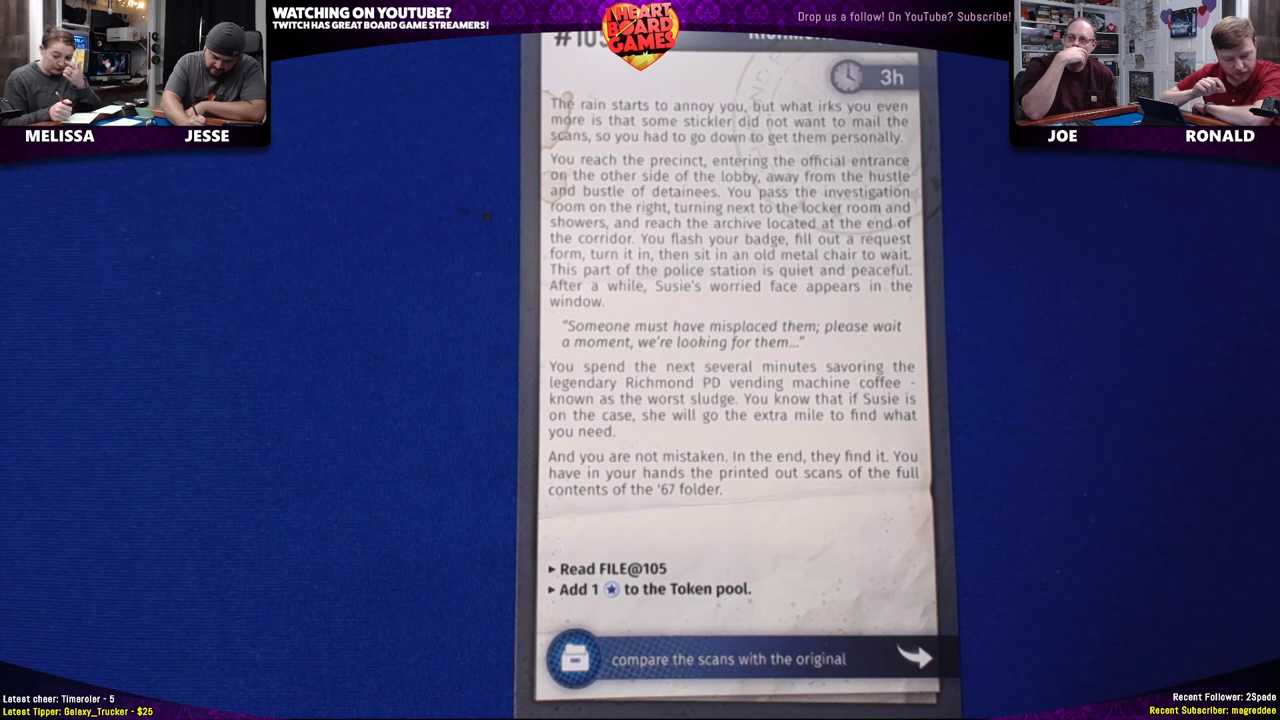 WATCHING ON YOUTUBE?
TWITCH HAS GREAT BOARD GAME STREAMERS!
I HEART
BOARD
GAMES
Drop us a follow! On YouTube? Subscribe!
MELISSA
JESSE
JOE
RONALD
#105
3h
The rain starts to annoy you, but what irks you even
more is that some stickler did not want to mail the
scans, so you had to go down to get them personally.
You reach the precinct, entering the official entrance
on the other side of the lobby, away from the hustle
and bustle of detainees. You pass the investigation
room on the right, turning next to the locker room and
showers, and reach the archive located at the end of
the corridor. You flash your badge, fill out a request
form, turn it in, then sit in an old metal chair to wait.
This part of the police station is quiet and peaceful.
After a while, Susie's worried face appears in the
window.
"Someone must have misplaced them; please wait
a moment, we're looking for them..."
You spend the next several minutes savoring the
legendary Richmond PD vending machine coffee -
known as the worst sludge. You know that if Susie is
on the case, she will go the extra mile to find what
you need.
And you are not mistaken. In the end, they find it. You
have in your hands the printed out scans of the full
contents of the '67 folder.
▸ Read FILE@105
▸ Add 1 to the Token pool.
compare the scans with the original
Latest cheer: Timeroler - 5
Latest Tipper: Galaxy_Trucker - $25
Recent Follower: 2Spade
Recent Subscriber: magreddee